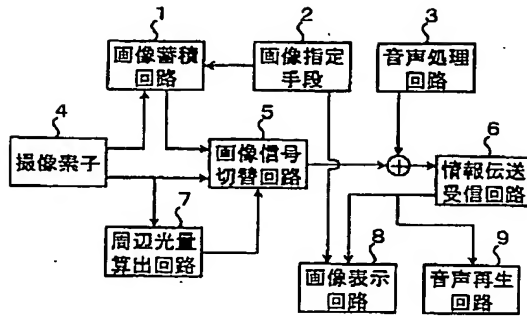 1
画像蓄積
回路
2
画像指定
手段
3
音声処理
回路
4
撮像素子
5
画像信号
切替回路
6
情報伝送
受信回路
7
周辺光量
算出回路
8
画像表示
回路
9
音声再生
回路